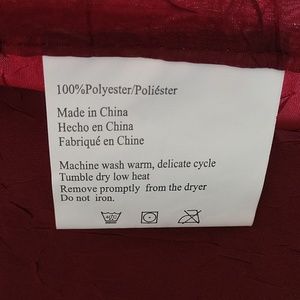 100%Polyester/Poliéster
Made in China
Hecho en China
Fabriqué en Chine
Machine wash warm, delicate cycle
Tumble dry low heat
Remove promptly from the dryer
Do not iron.